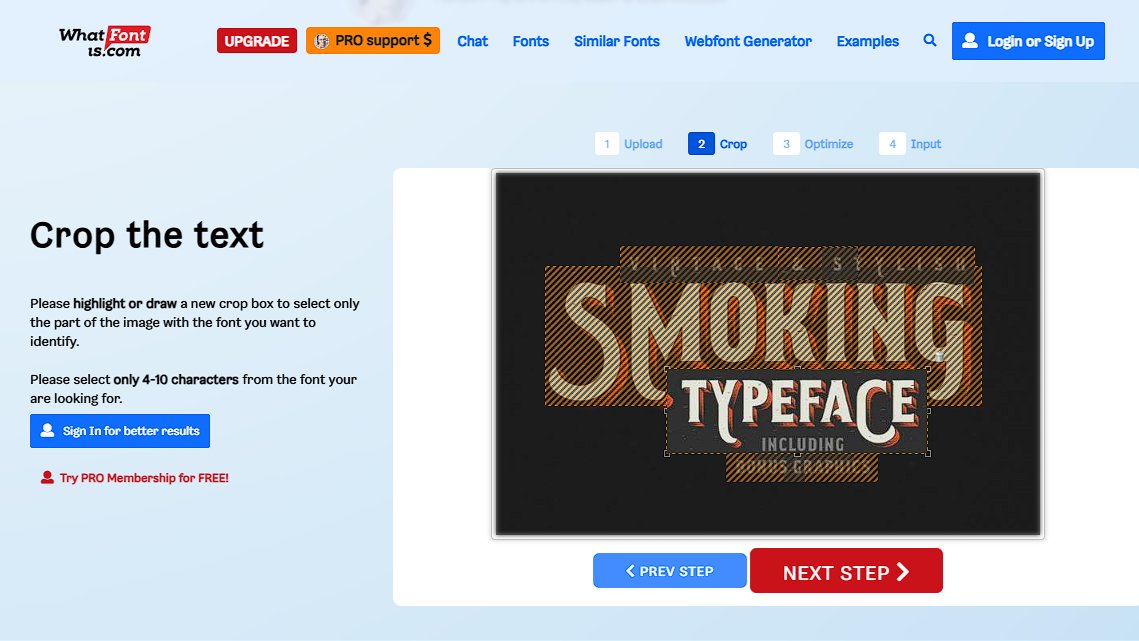 What Font is.com
UPGRADE
PRO support $
Chat
Fonts
Similar Fonts
Webfont Generator
Examples
Login or Sign Up
1 Upload
2 Crop
3 Optimize
4 Input
Crop the text
Please highlight or draw a new crop box to select only
the part of the image with the font you want to
identify.
Please select only 4-10 characters from the font your
are looking for.
Sign In for better results
Try PRO Membership for FREE!
VINTAGE & STYLISH
SMOKING
TYPEFACE
INCLUDING
BONUS GRAPHICS
PREV STEP
NEXT STEP